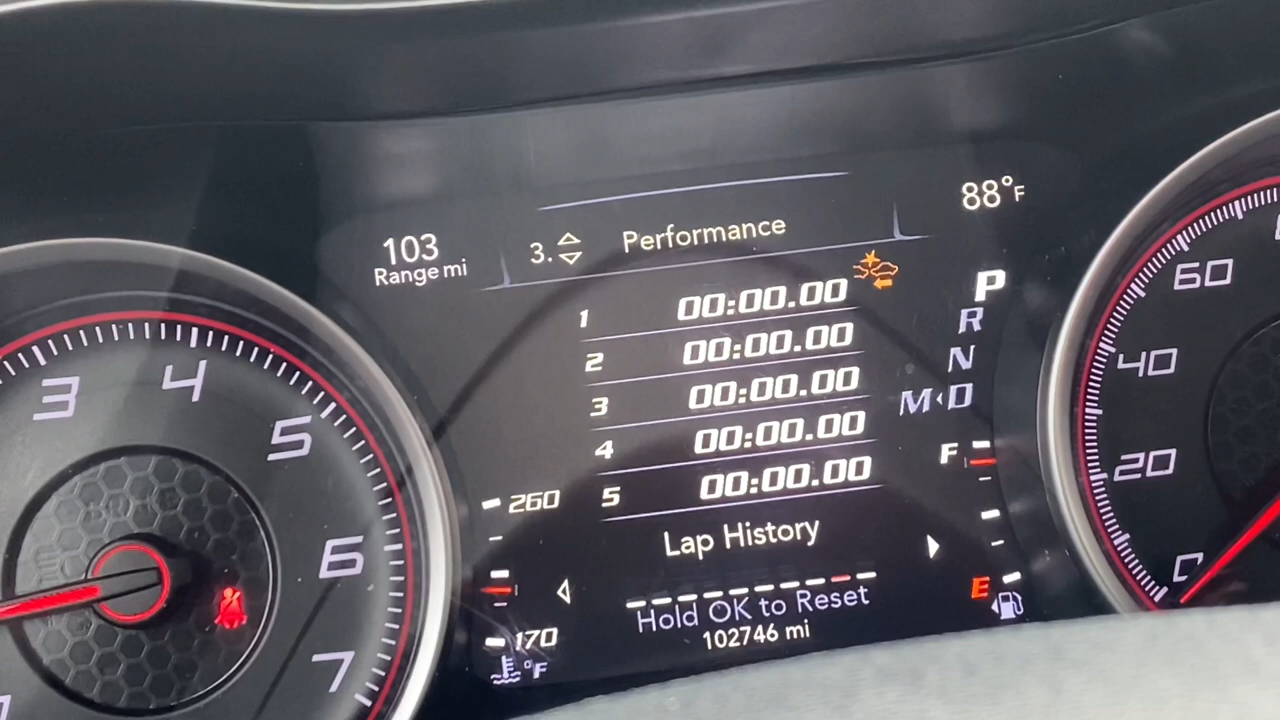 103
Range mi
3.
Performance
88°F
1 00:00.00
2 00:00.00
3 00:00.00
4 00:00.00
5 00:00.00
Lap History
Hold OK to Reset
102746 mi
P
R
N
M D
F
E
260
170
°F
3
4
5
6
7
60
40
20
0